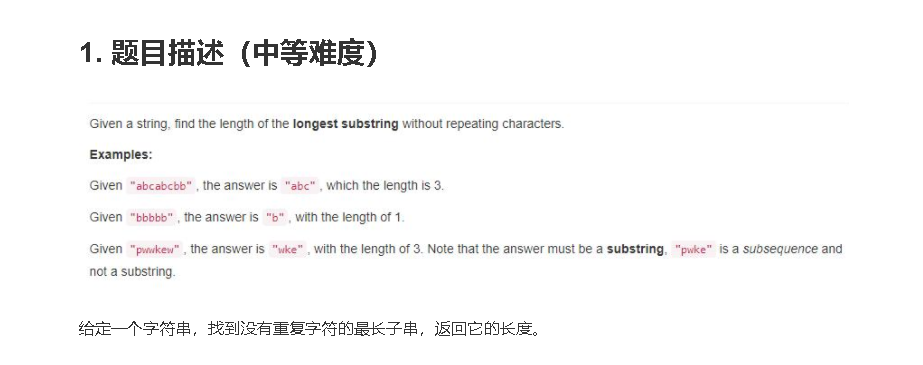 1. 题目描述（中等难度）
Given a string, find the length of the longest substring without repeating characters.
Examples:
Given "abcabcbb", the answer is "abc", which the length is 3.
Given "bbbbb", the answer is "b", with the length of 1.
Given "pwwkew", the answer is "wke", with the length of 3. Note that the answer must be a substring, "pwke" is a subsequence and
not a substring.
给定一个字符串，找到没有重复字符的最长子串，返回它的长度。